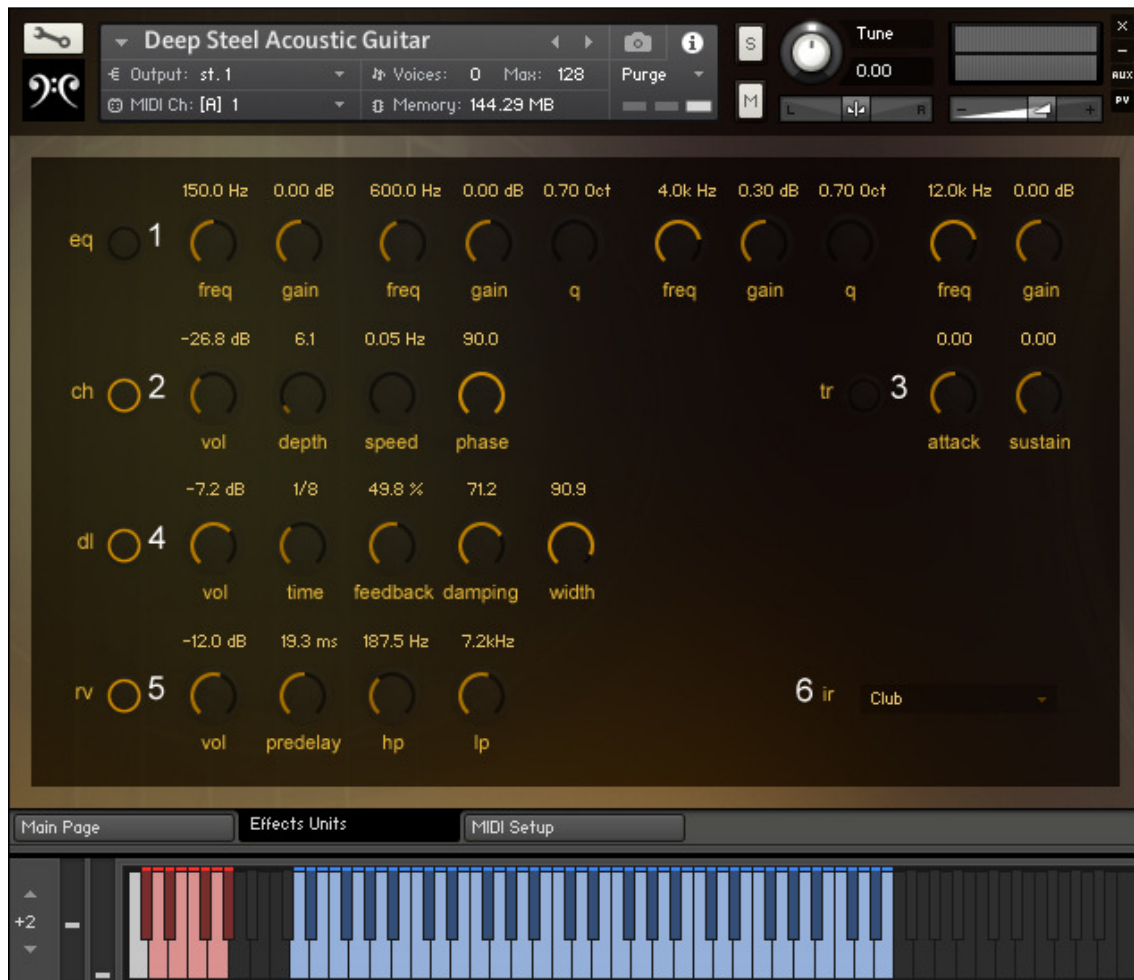 Deep Steel Acoustic Guitar
S
Tune
×
Output: st. 1
Voices: 0 Max: 128
Purge
0.00
AUX
MIDI Ch: [A] 1
Memory: 144.29 MB
M
L
R
PV
150.0 Hz 0.00 dB 600.0 Hz 0.00 dB 0.70 Oct 4.0k Hz 0.30 dB 0.70 Oct 12.0k Hz 0.00 dB
eq 1
freq gain freq gain q freq gain q freq gain
-26.8 dB 6.1 0.05 Hz 90.0 0.00 0.00
ch 2 tr 3
vol depth speed phase attack sustain
-7.2 dB 1/8 49.8 % 71.2 90.9
dl 4
vol time feedback damping width
-12.0 dB 19.3 ms 187.5 Hz 7.2kHz
rv 5 6 ir Club
vol predelay hp lp
Main Page Effects Units MIDI Setup
+2